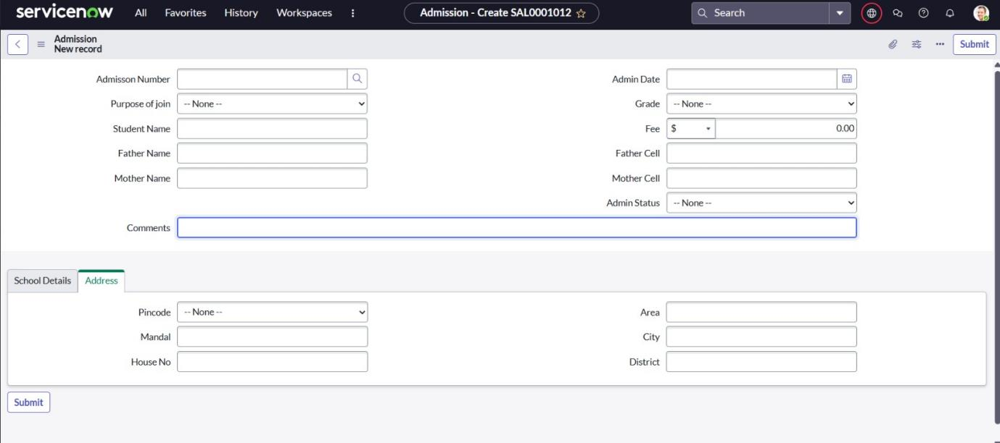 servicenow All Favorites History Workspaces Admission - Create SAL0001012 Search
Admission
New record
Submit
Admisson Number Admin Date
Purpose of join -- None -- Grade -- None --
Student Name Fee $ 0.00
Father Name Father Cell
Mother Name Mother Cell
Admin Status -- None --
Comments
School Details Address
Pincode -- None -- Area
Mandal City
House No District
Submit